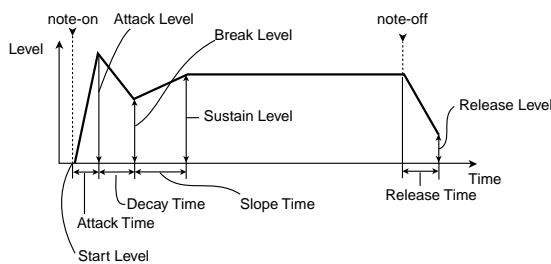 note-on
Attack Level
note-off
Level
Break Level
Release Level
Sustain Level
Time
Decay Time
Slope Time
Release Time
Attack Time
Start Level